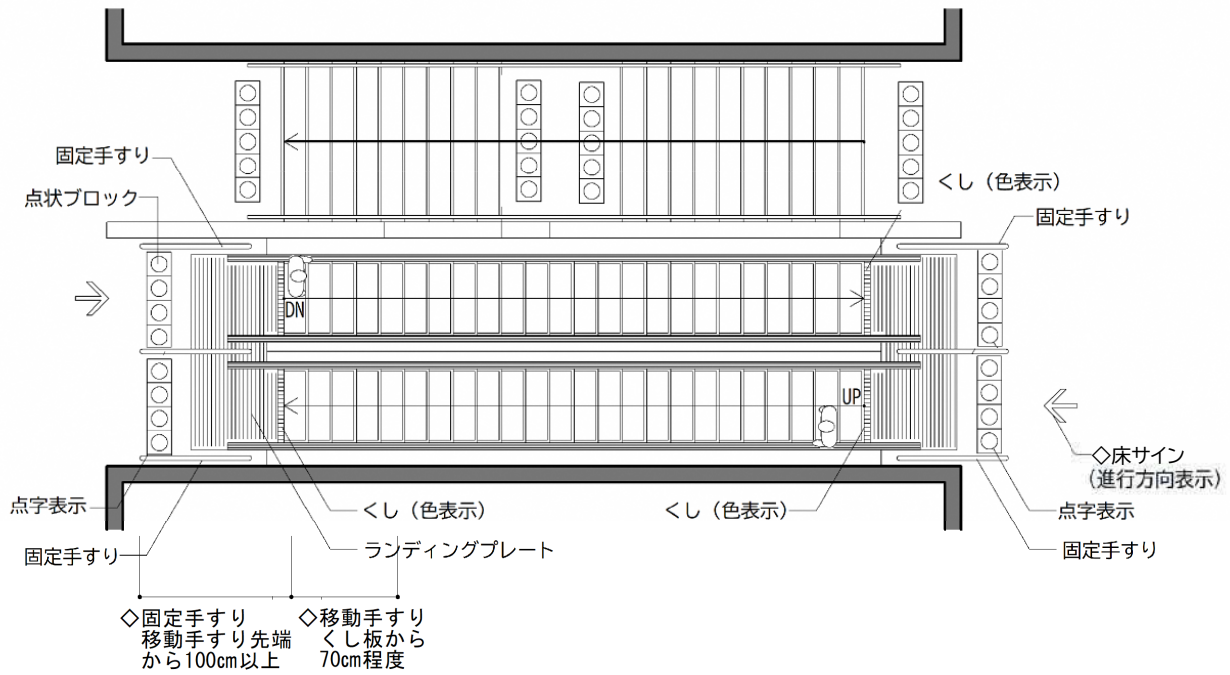 固定手すり
点状ブロック
くし（色表示）
固定手すり
DN
UP
◇床サイン
（進行方向表示）
点字表示
くし（色表示）
くし（色表示）
点字表示
固定手すり
ランディングプレート
固定手すり
◇固定手すり
移動手すり先端
から100cm以上
◇移動手すり
くし板から
70cm程度